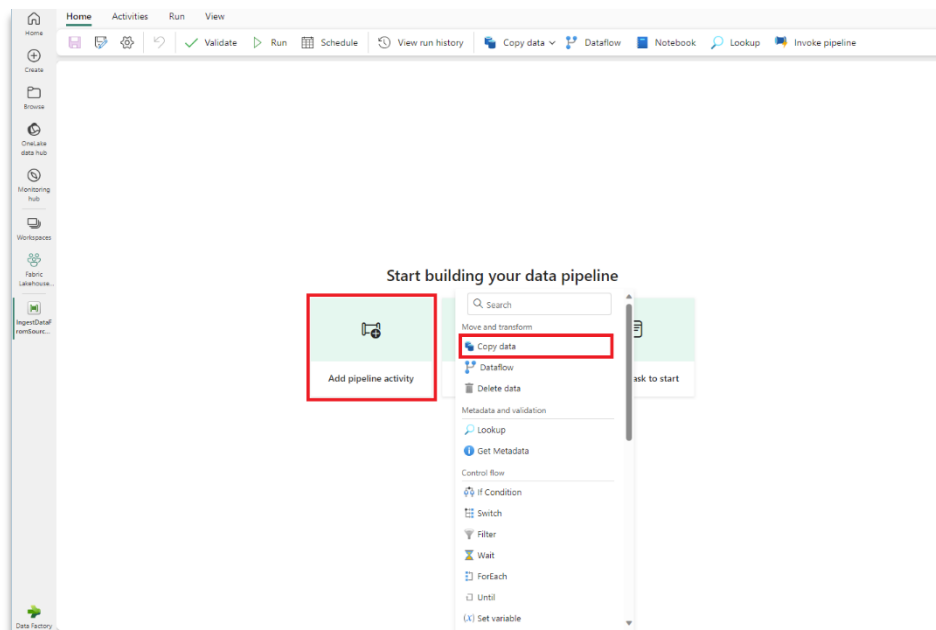 Home Activities Run View
Validate Run Schedule View run history Copy data Dataflow Notebook Lookup Invoke pipeline
Home
Create
Browse
OneLake
data hub
Monitoring
hub
Workspaces
Fabric
Lakehouse...
IngestDataF
romSourc...
Data Factory
Start building your data pipeline
Add pipeline activity
Search
Move and transform
Copy data
Dataflow
Delete data
Metadata and validation
Lookup
Get Metadata
Control flow
If Condition
Switch
Filter
Wait
ForEach
Until
(X) Set variable
ask to start